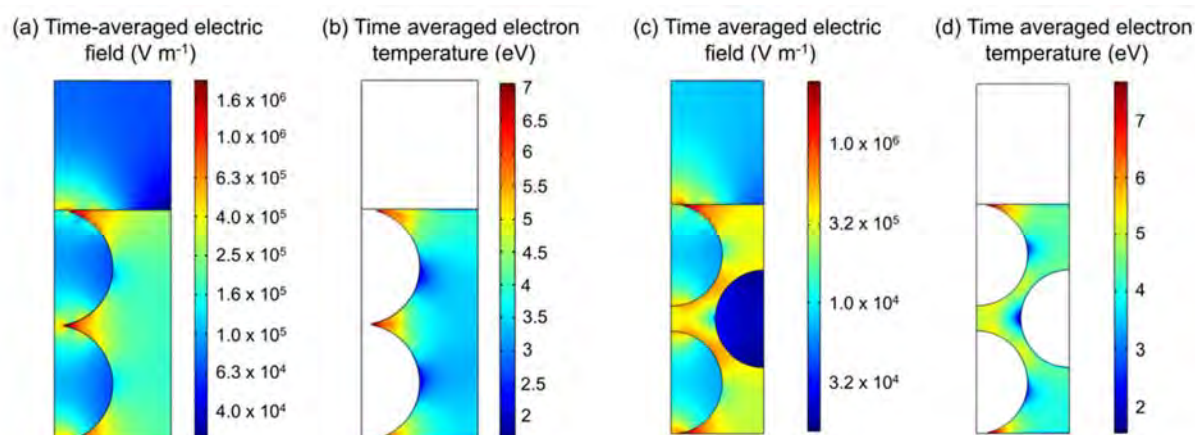 (a) Time-averaged electric
field (V m⁻¹)
1.6 x 10⁶
1.0 x 10⁶
6.3 x 10⁵
4.0 x 10⁵
2.5 x 10⁵
1.6 x 10⁵
1.0 x 10⁵
6.3 x 10⁴
4.0 x 10⁴
(b) Time averaged electron
temperature (eV)
7
6.5
6
5.5
5
4.5
4
3.5
3
2.5
2
(c) Time averaged electric
field (V m⁻¹)
1.0 x 10⁶
3.2 x 10⁵
1.0 x 10⁴
3.2 x 10⁴
(d) Time averaged electron
temperature (eV)
7
6
5
4
3
2